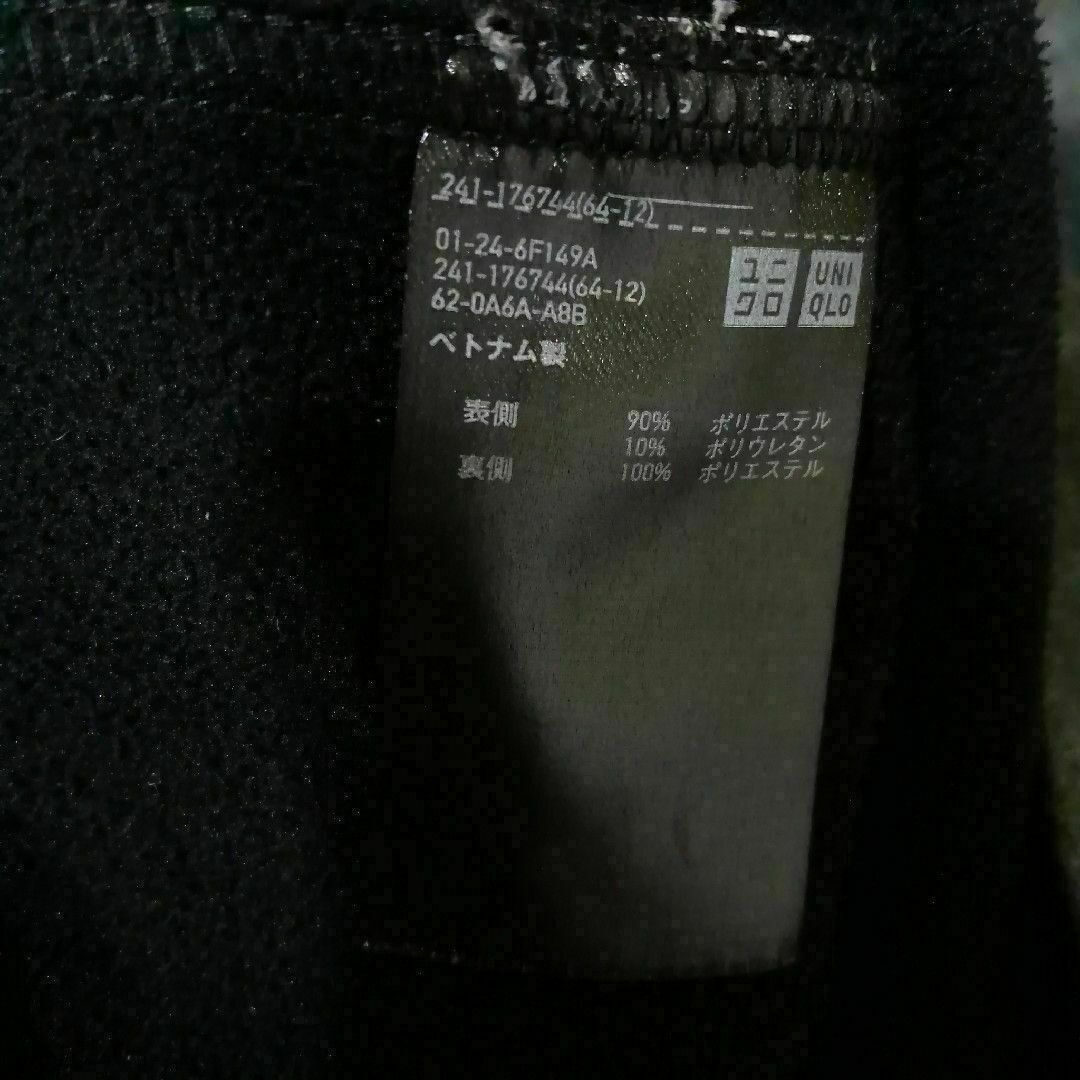 241-176744(64-12)
01-24-6F149A
241-176744(64-12)
62-0A6A-A8B
ユニ
クロ
UNI
QLO
ベトナム製
表側 90% ポリエステル
10% ポリウレタン
裏側 100% ポリエステル